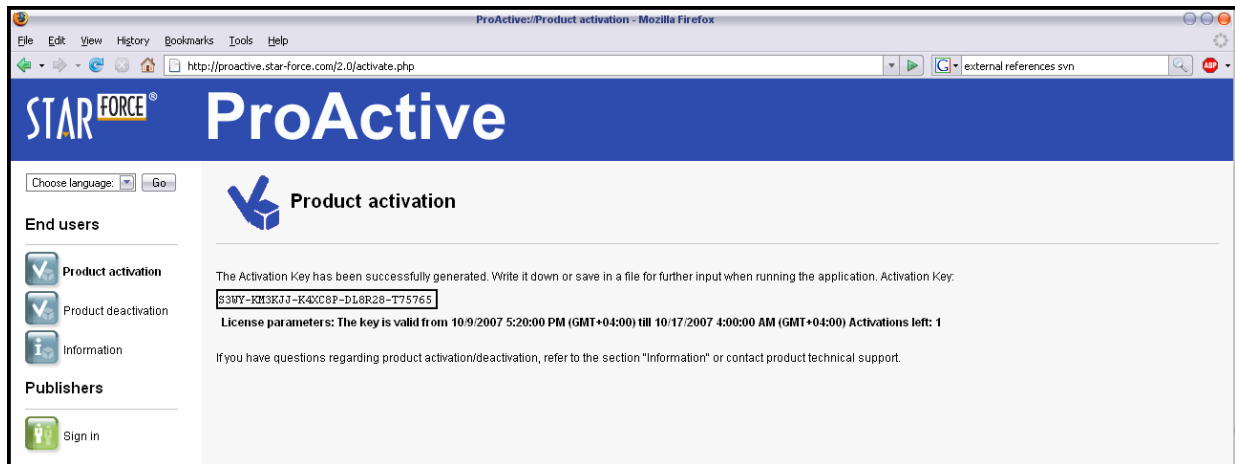 ProActive://Product activation - Mozilla Firefox
File Edit View History Bookmarks Tools Help
http://proactive.star-force.com/2.0/activate.php
G external references svn
ABP
STAR FORCE®
ProActive
Choose language: Go
Product activation
End users
Product activation
Product deactivation
Information
Publishers
Sign in
The Activation Key has been successfully generated. Write it down or save in a file for further input when running the application. Activation Key:
S3WY-KM3KJJ-K4XC8P-DL8R28-T75765
License parameters: The key is valid from 10/9/2007 5:20:00 PM (GMT+04:00) till 10/17/2007 4:00:00 AM (GMT+04:00) Activations left: 1
If you have questions regarding product activation/deactivation, refer to the section "Information" or contact product technical support.